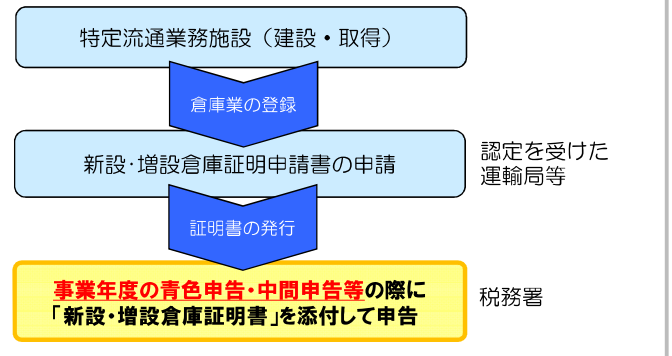 特定流通業務施設（建設・取得）
倉庫業の登録
新設・増設倉庫証明申請書の申請
認定を受けた
運輸局等
証明書の発行
事業年度の青色申告・中間申告等の際に
「新設・増設倉庫証明書」を添付して申告
税務署